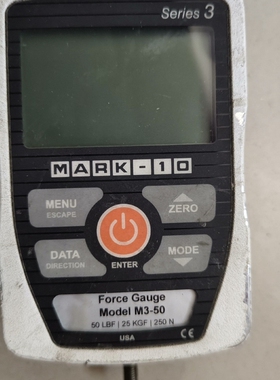 Series 3
MARK-10
MENU
ESCAPE
ZERO
DATA
DIRECTION
ENTER
MODE
Force Gauge
Model M3-50
50 LBF | 25 KGF | 250 N
USA
CE